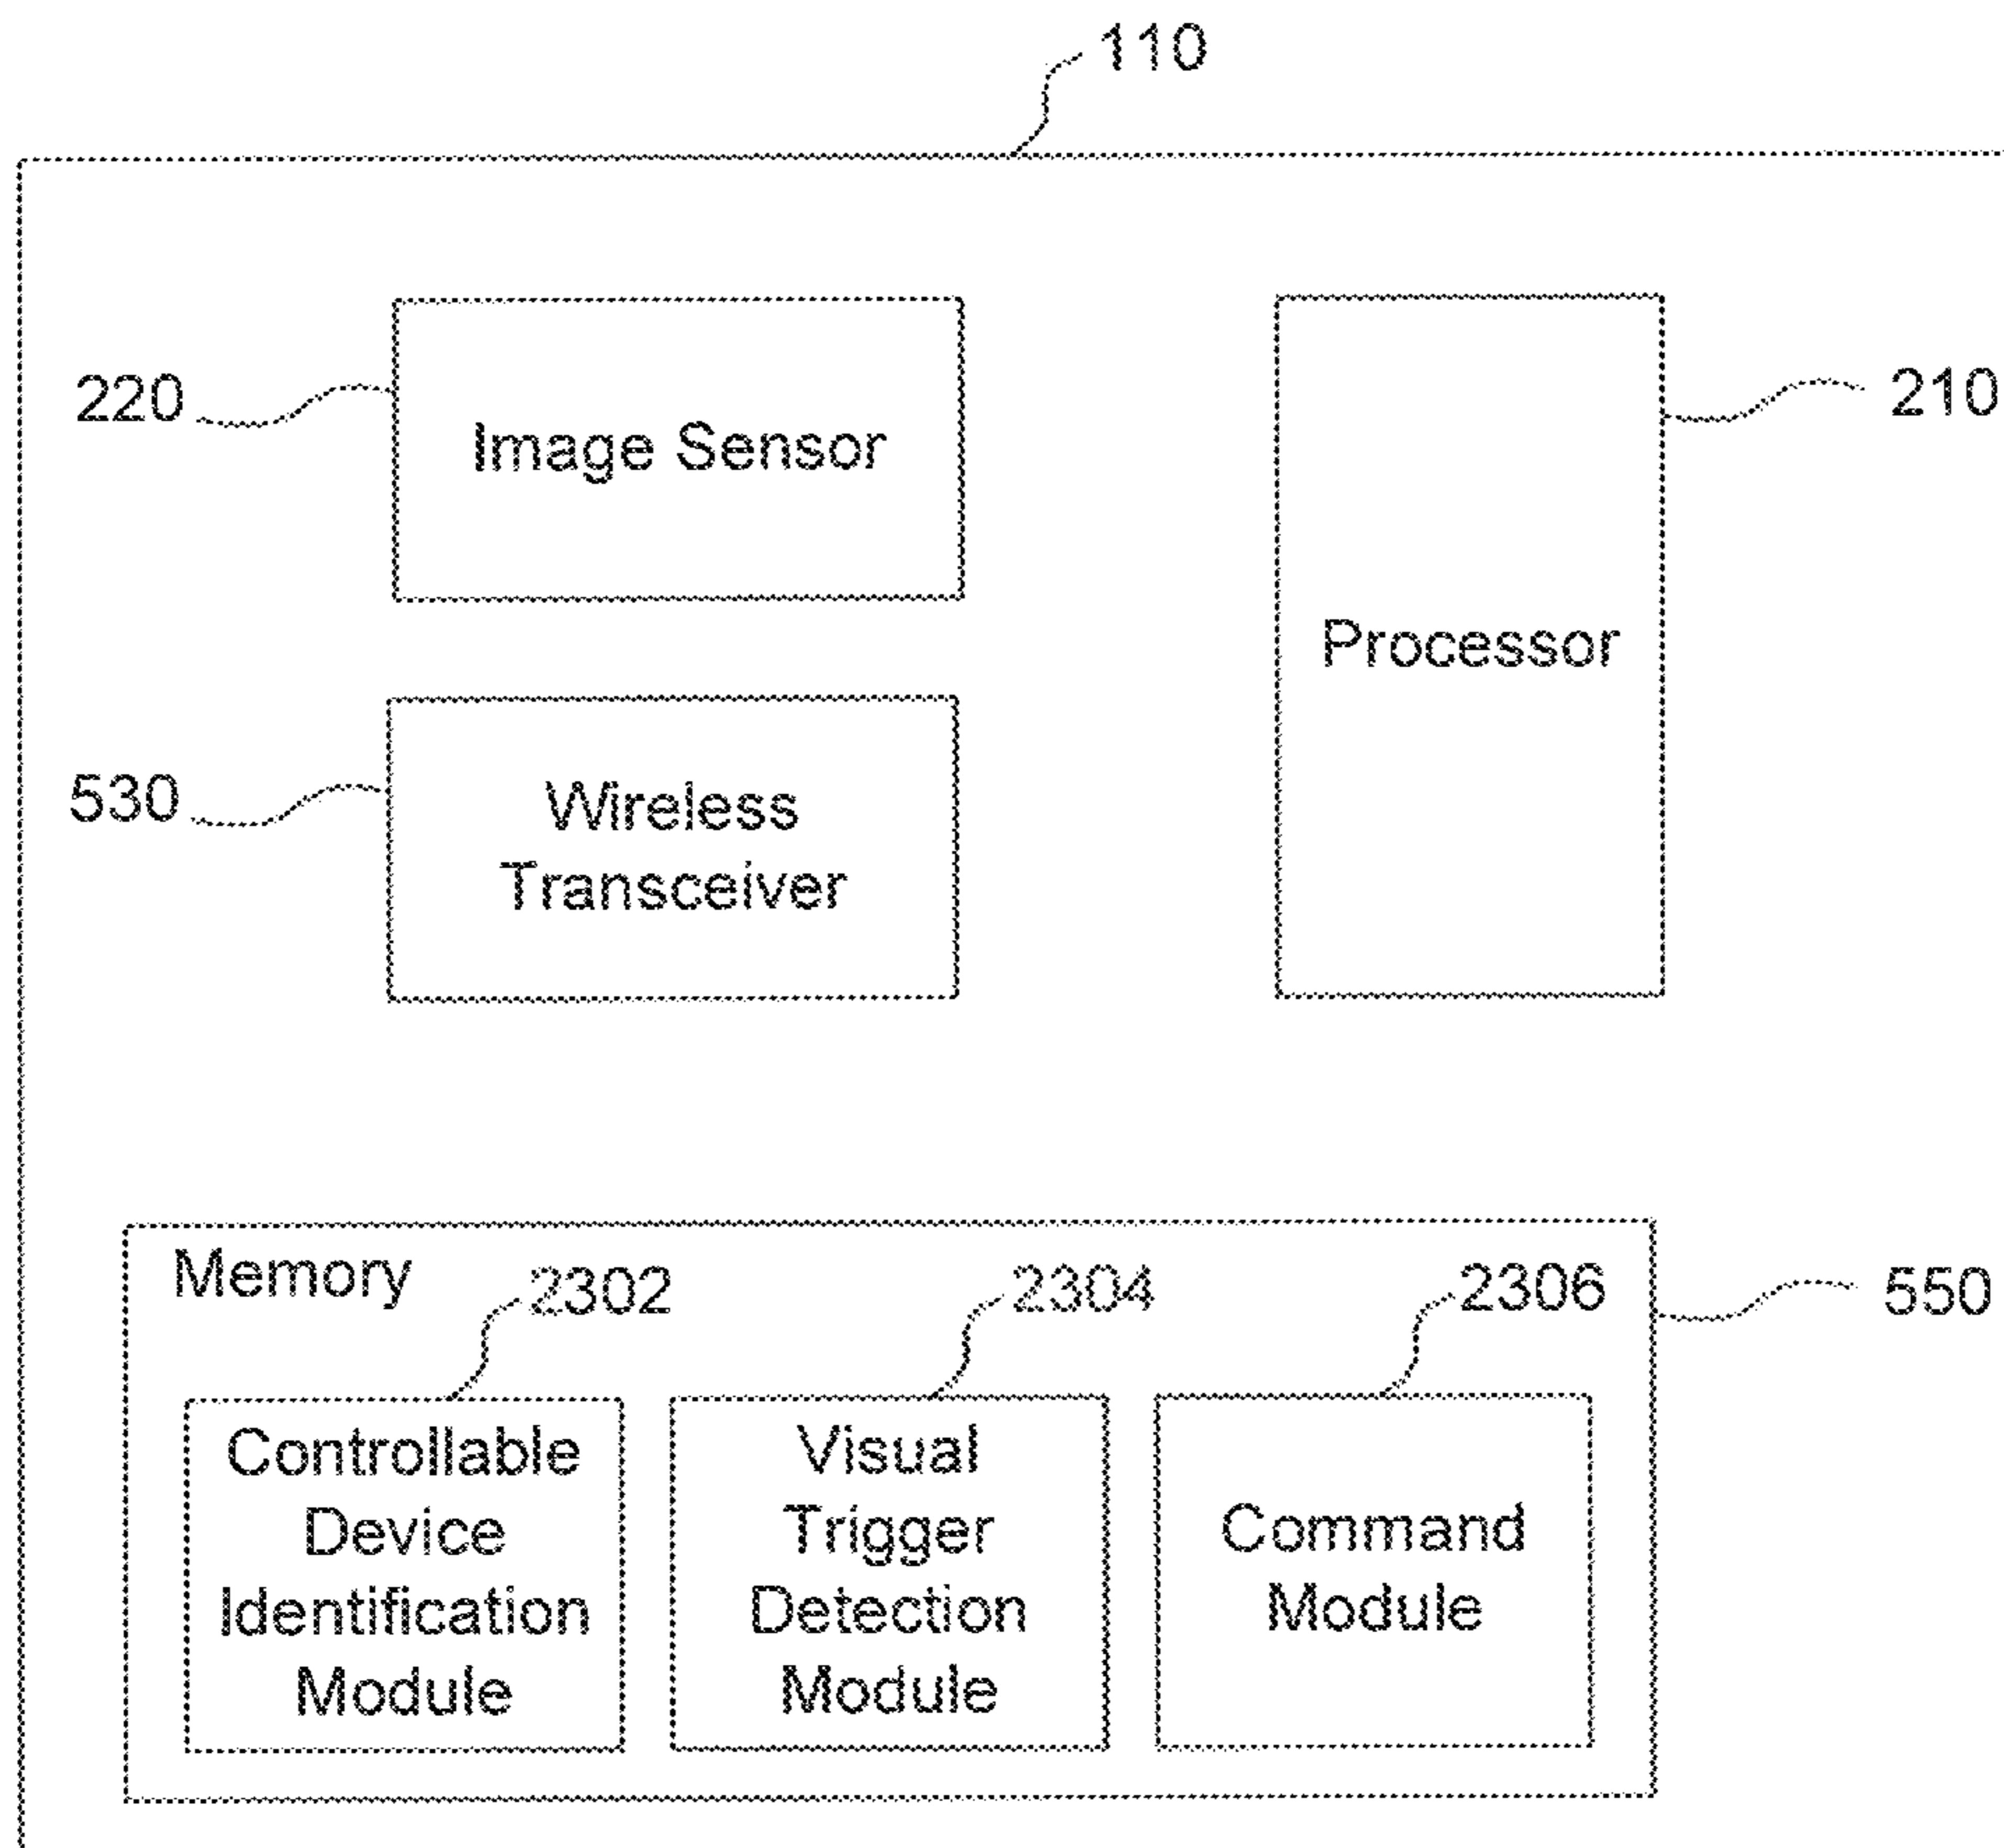 110
220
Image Sensor
210
Processor
530
Wireless
Transceiver
Memory
2302
2304
2306
550
Controllable
Device
Identification
Module
Visual
Trigger
Detection
Module
Command
Module